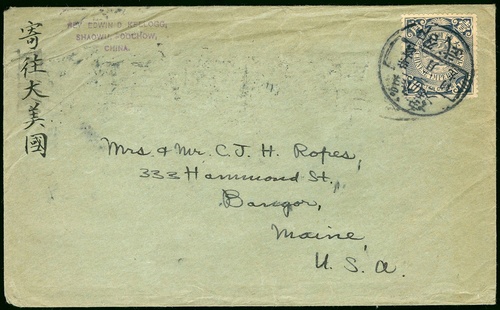 REV EDWIN D. KELLOGG,
SHAOWU, FOOCHOW,
CHINA.
寄往大美國
Mrs. & Mr. C. J. H. Ropes,
333 Hammond St.,
Bangor,
Maine,
U. S. A.